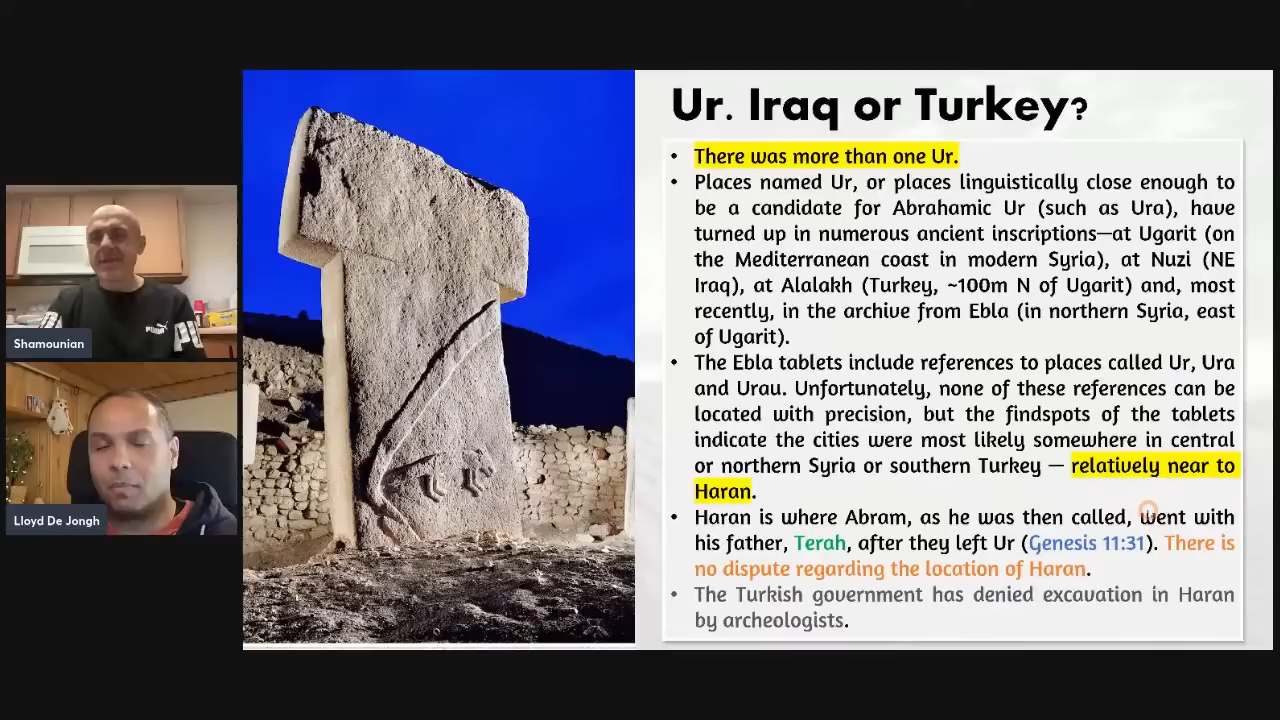 Ur. Iraq or Turkey?
• There was more than one Ur.
• Places named Ur, or places linguistically close enough to
be a candidate for Abrahamic Ur (such as Ura), have
turned up in numerous ancient inscriptions—at Ugarit (on
the Mediterranean coast in modern Syria), at Nuzi (NE
Iraq), at Alalakh (Turkey, ~100m N of Ugarit) and, most
recently, in the archive from Ebla (in northern Syria, east
of Ugarit).
• The Ebla tablets include references to places called Ur, Ura
and Urau. Unfortunately, none of these references can be
located with precision, but the findspots of the tablets
indicate the cities were most likely somewhere in central
or northern Syria or southern Turkey — relatively near to
Haran.
• Haran is where Abram, as he was then called, went with
his father, Terah, after they left Ur (Genesis 11:31). There is
no dispute regarding the location of Haran.
• The Turkish government has denied excavation in Haran
by archeologists.
PUMA
Shamounian
Lloyd De Jongh